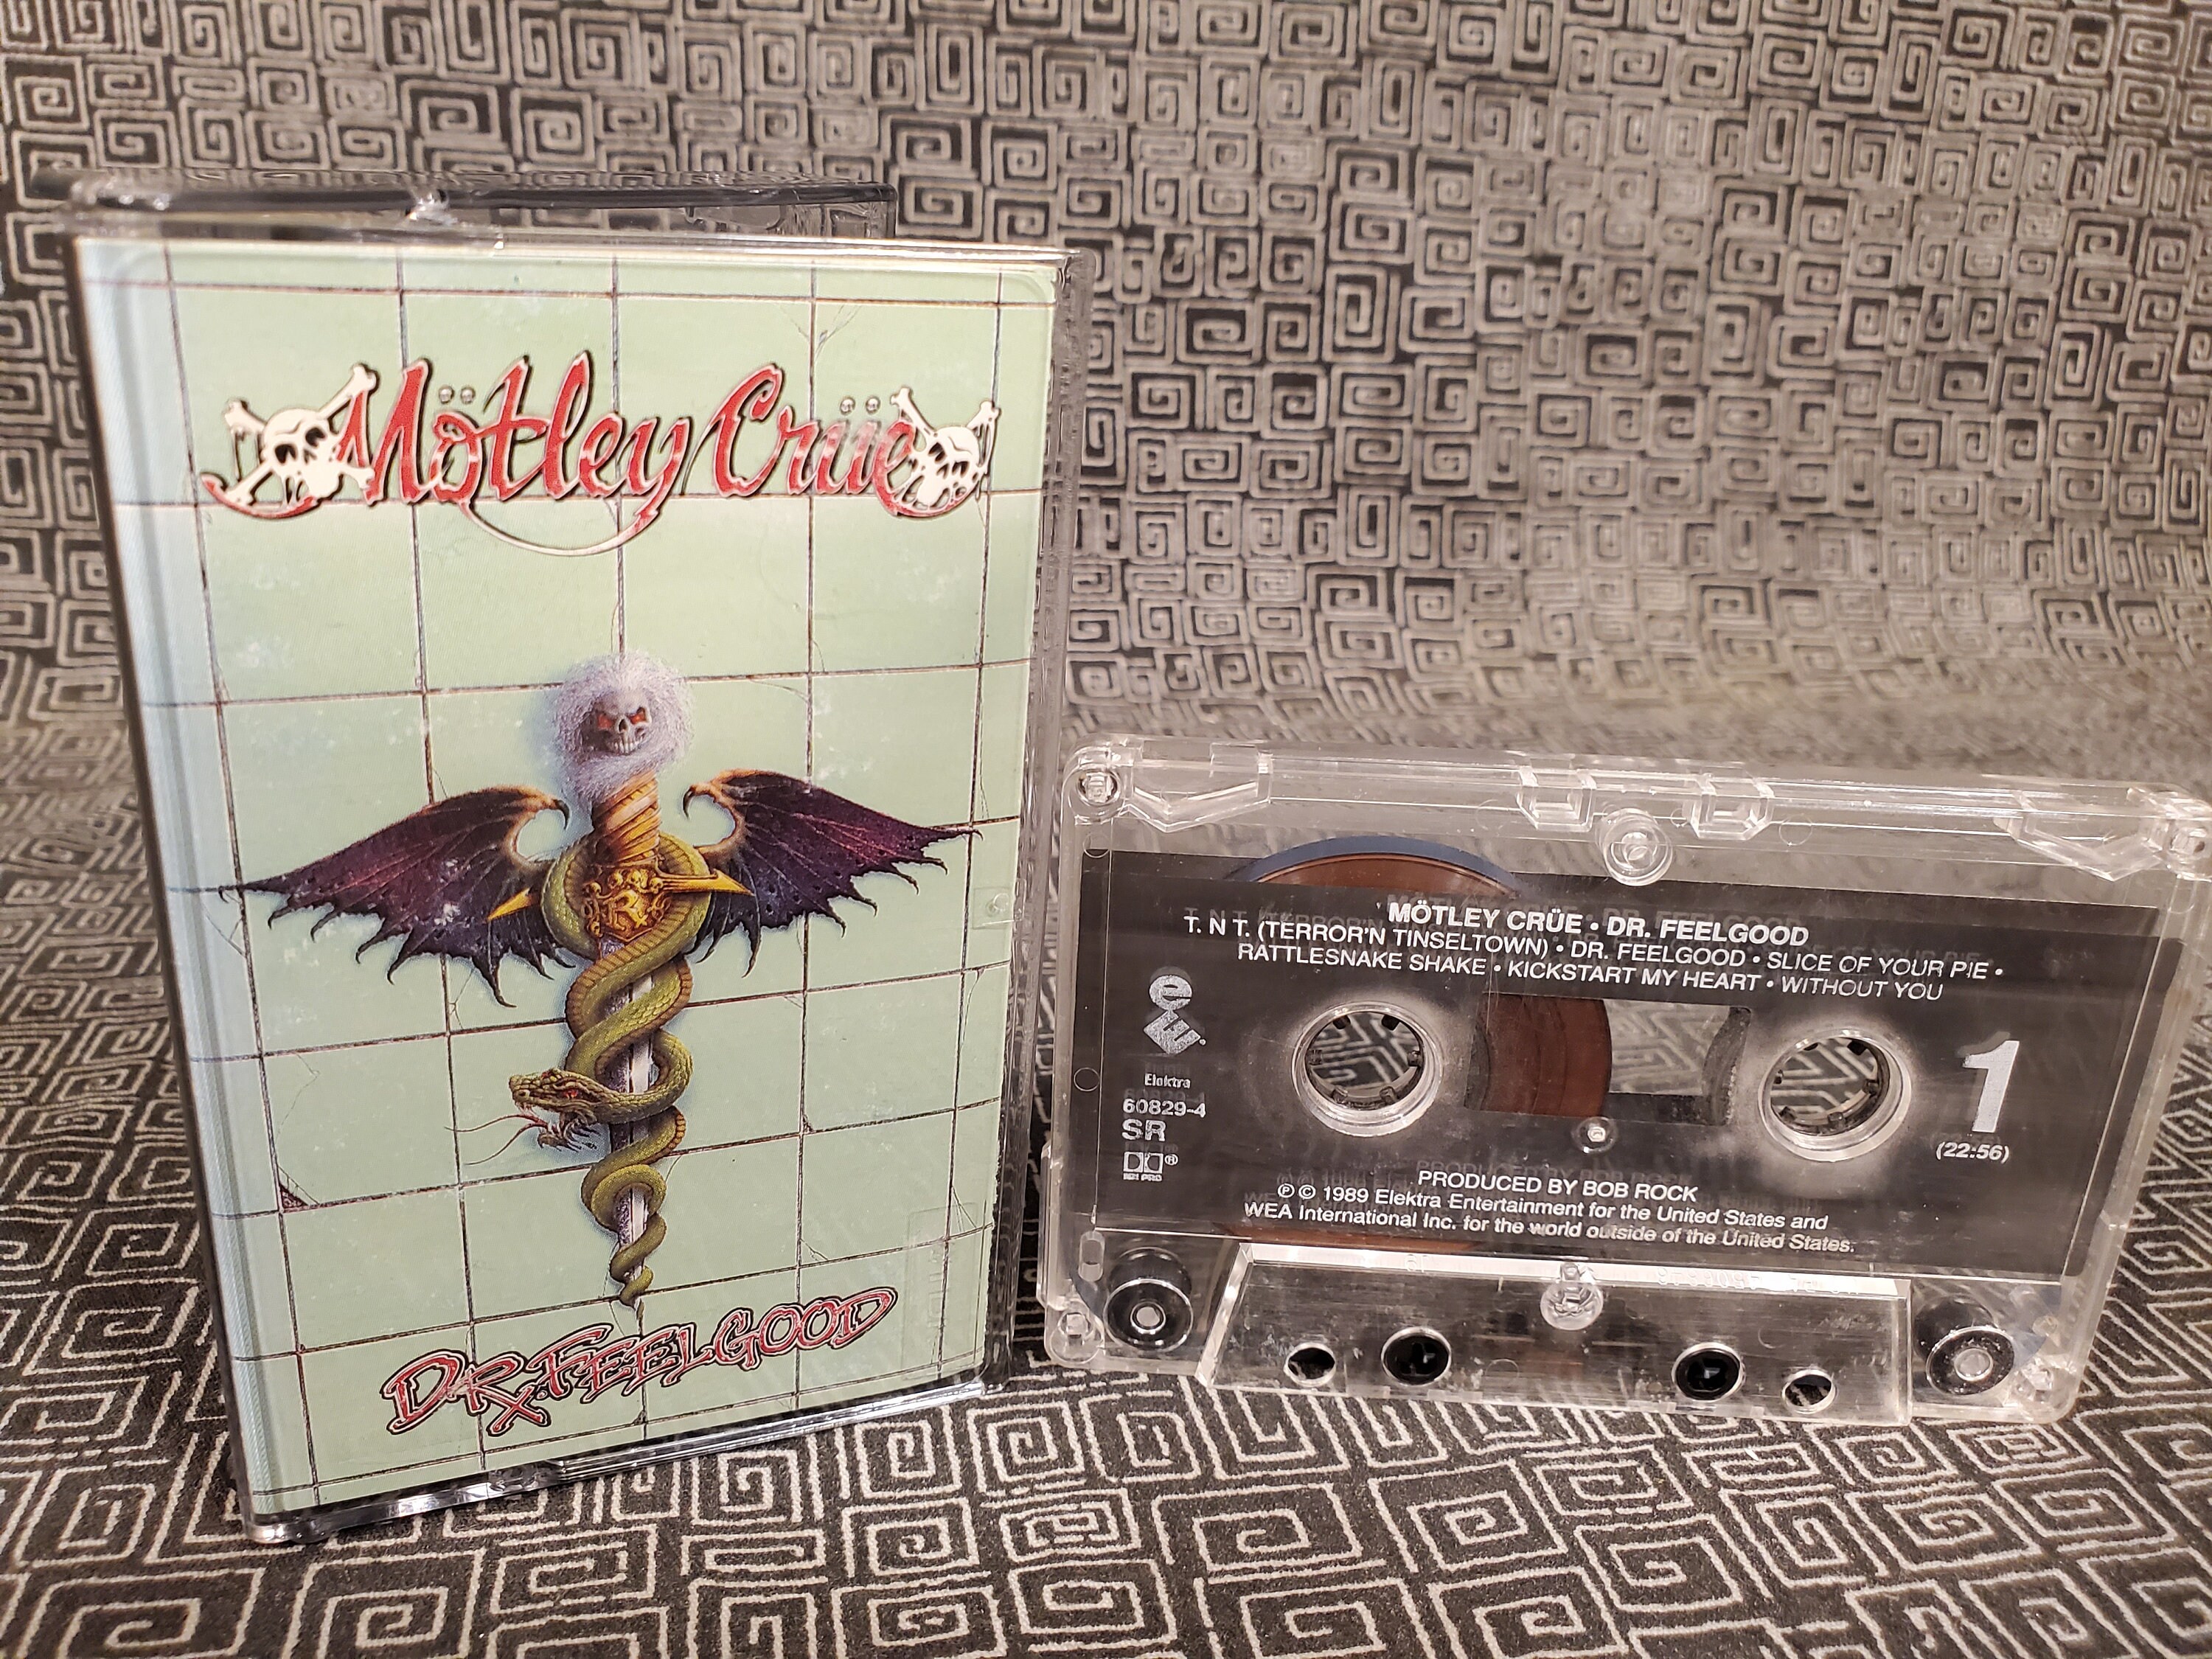 Mötley Crüe
Dr. Feelgood
MÖTLEY CRÜE • DR. FEELGOOD
T. N T. (TERROR'N TINSELTOWN) • DR. FEELGOOD • SLICE OF YOUR PIE •
RATTLESNAKE SHAKE • KICKSTART MY HEART • WITHOUT YOU
Elektra
60829-4
SR
1
(22:56)
PRODUCED BY BOB ROCK
℗ © 1989 Elektra Entertainment for the United States and
WEA International Inc. for the world outside of the United States.